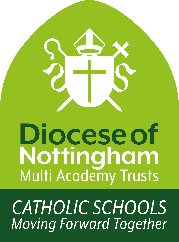 Diocese of
Nottingham
Multi Academy Trusts
CATHOLIC SCHOOLS
Moving Forward Together